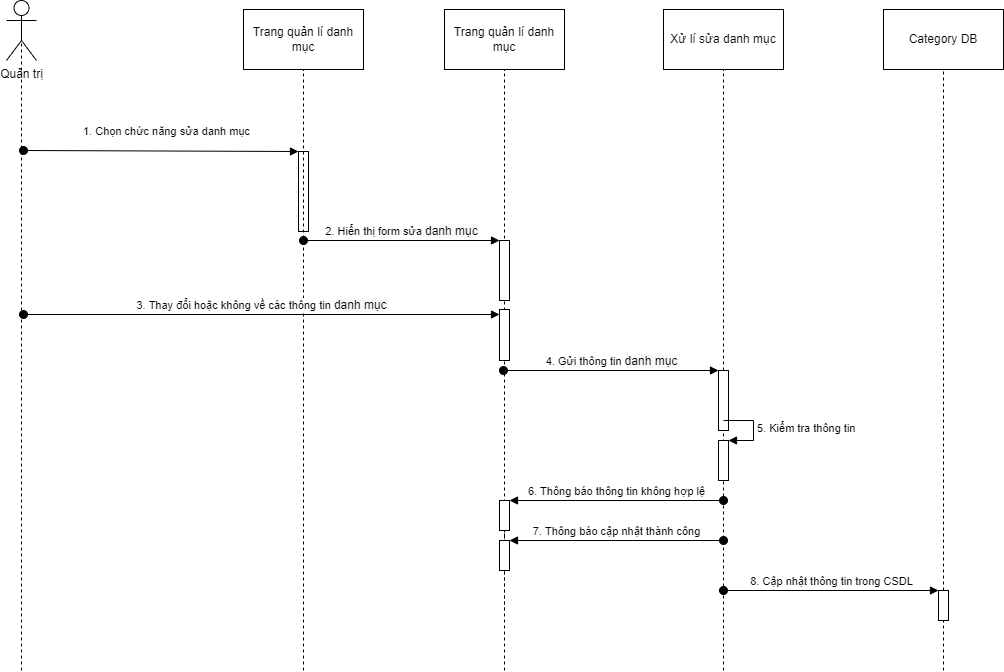 Quản trị
Trang quản lí danh
mục
Trang quản lí danh
mục
Xử lí sửa danh mục
Category DB
1. Chọn chức năng sửa danh mục
2. Hiển thị form sửa danh mục
3. Thay đổi hoặc không về các thông tin danh mục
4. Gửi thông tin danh mục
5. Kiểm tra thông tin
6. Thông báo thông tin không hợp lệ
7. Thông báo cập nhật thành công
8. Cập nhật thông tin trong CSDL